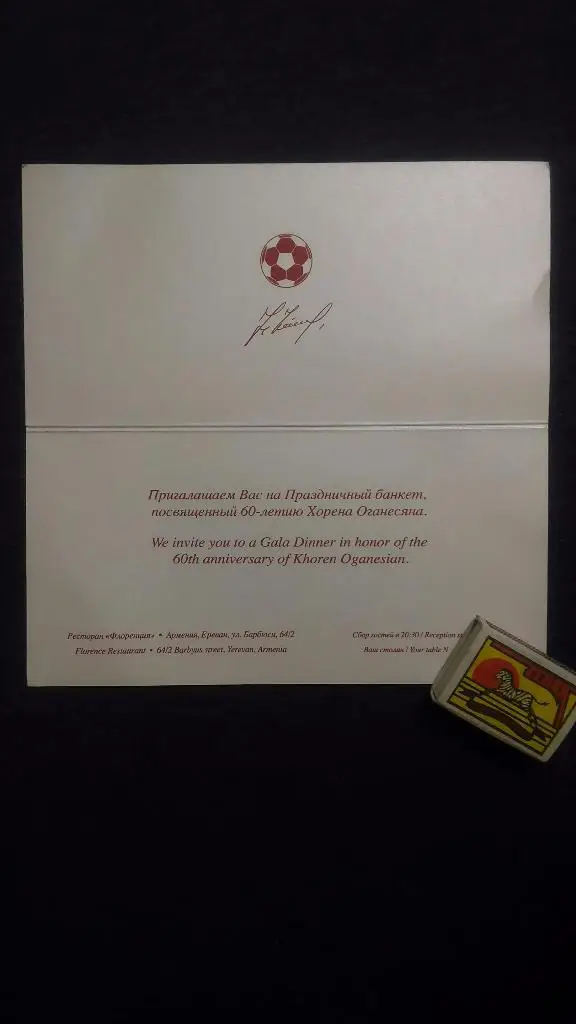 Пригалашаем Вас на Праздничный банкет,
посвященный 60-летию Хорена Оганесяна.
We invite you to a Gala Dinner in honor of the
60th anniversary of Khoren Oganesian.
Ресторан «Флоренция» • Армения, Ереван, ул. Барбюси, 64/2
Florence Restaurant • 64/2 Barbyus street, Yerevan, Armenia
Сбор гостей в 20:30 / Reception
Ваш столик / Your table N